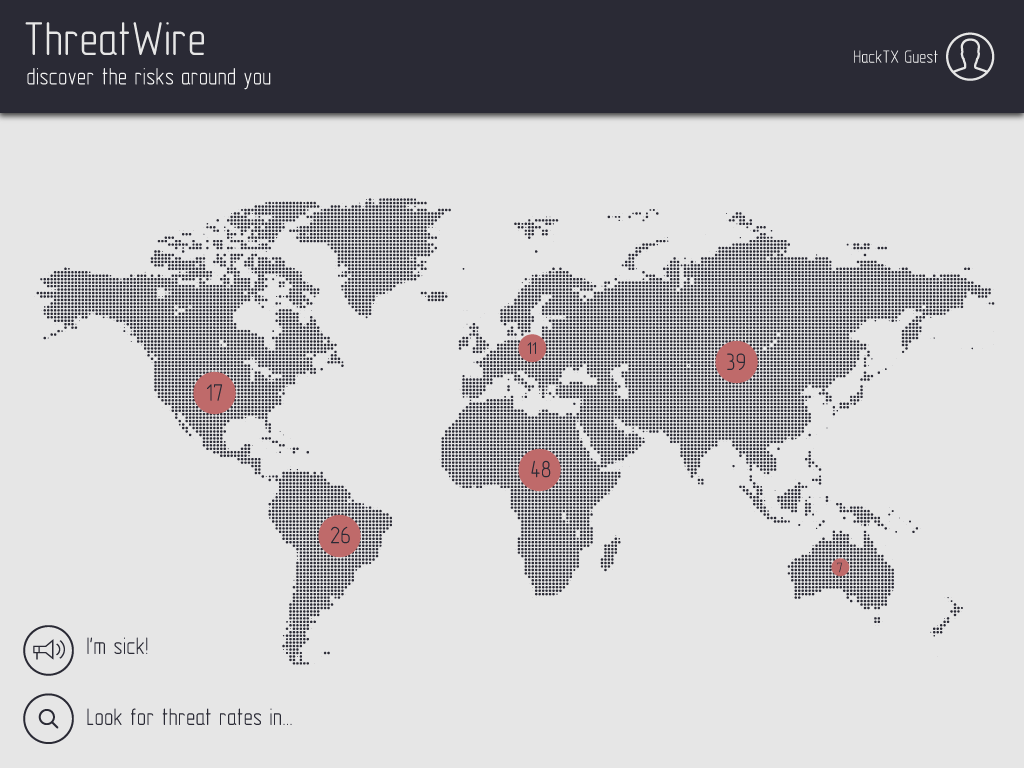 ThreatWire
discover the risks around you
HackTX Guest
11
39
17
48
26
7
I'm sick!
Look for threat rates in...